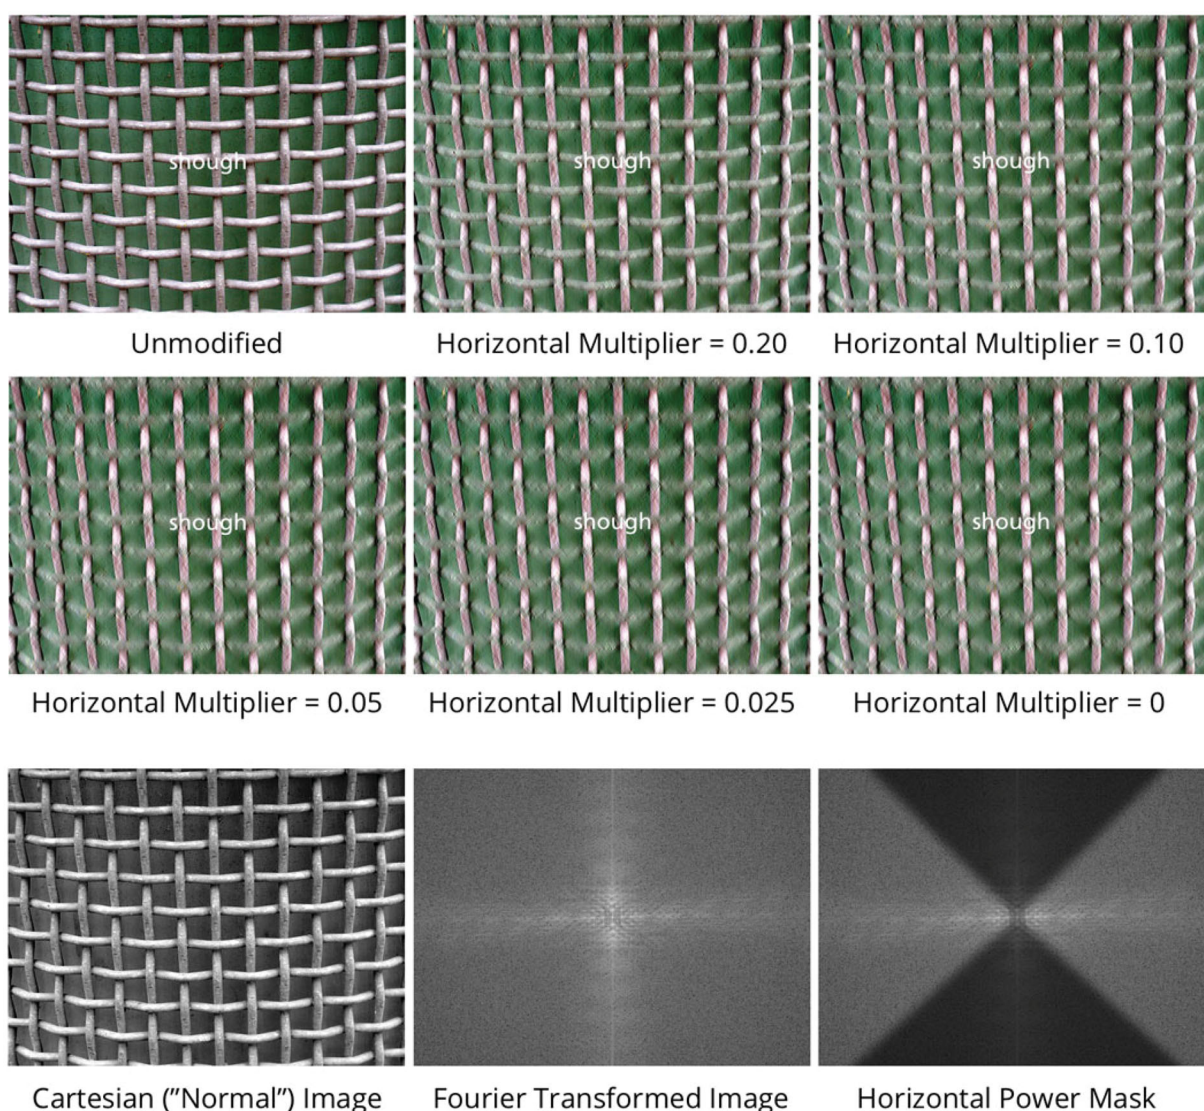 shough
shough
shough
Unmodified
Horizontal Multiplier = 0.20
Horizontal Multiplier = 0.10
shough
shough
shough
Horizontal Multiplier = 0.05
Horizontal Multiplier = 0.025
Horizontal Multiplier = 0
Cartesian (”Normal”) Image
Fourier Transformed Image
Horizontal Power Mask